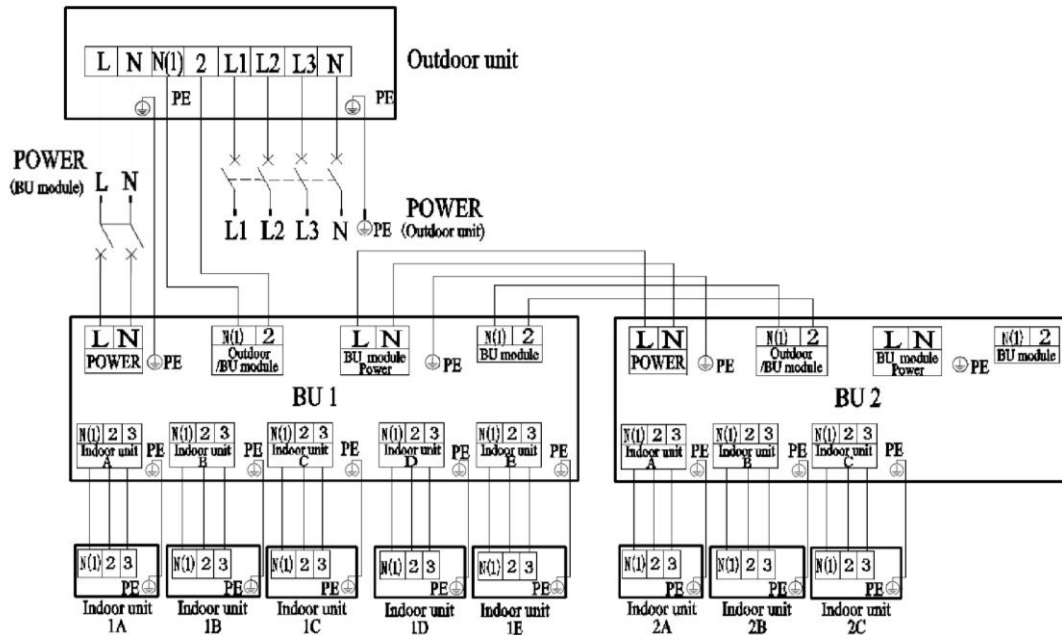 L N N(1) 2 L1 L2 L3 N
Outdoor unit
PE PE
POWER
(BU module)
L N
L1 L2 L3 N PE
POWER
(Outdoor unit)
L N
POWER
PE
N(1) 2
Outdoor
/BU module
L N
BU module
Power
PE
N(1) 2
BU module
BU 1
N(1) 2 3
Indoor unit
A
PE
N(1) 2 3
Indoor unit
B
PE
N(1) 2 3
Indoor unit
C
PE
N(1) 2 3
Indoor unit
D
PE
N(1) 2 3
Indoor unit
E
PE
L N
POWER
PE
N(1) 2
Outdoor
/BU module
L N
BU module
Power
PE
N(1) 2
BU module
BU 2
N(1) 2 3
Indoor unit
A
PE
N(1) 2 3
Indoor unit
B
PE
N(1) 2 3
Indoor unit
C
PE
N(1) 2 3
PE
Indoor unit
1A
N(1) 2 3
PE
Indoor unit
1B
N(1) 2 3
PE
Indoor unit
1C
N(1) 2 3
PE
Indoor unit
1D
N(1) 2 3
PE
Indoor unit
1E
N(1) 2 3
PE
Indoor unit
2A
N(1) 2 3
PE
Indoor unit
2B
N(1) 2 3
PE
Indoor unit
2C